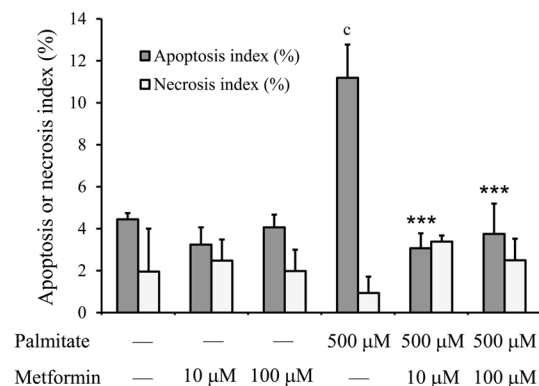 Apoptosis or necrosis index (%)
14
12
10
8
6
4
2
0
Apoptosis index (%)
Necrosis index (%)
c
***
***
Palmitate — — — 500 µM 500 µM 500 µM
Metformin — 10 µM 100 µM — 10 µM 100 µM